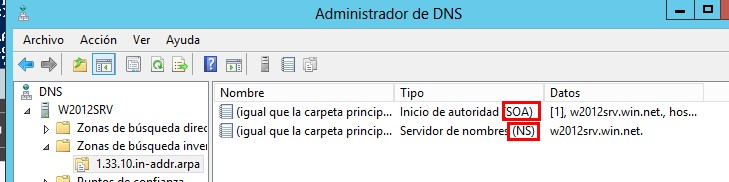 Administrador de DNS
Archivo Acción Ver Ayuda
DNS
W2012SRV
Zonas de búsqueda direc
Zonas de búsqueda inver
1.33.10.in-addr.arpa
Puntos de confianza
Nombre Tipo Datos
(igual que la carpeta princip... Inicio de autoridad (SOA) [1], w2012srv.win.net., hos...
(igual que la carpeta princip... Servidor de nombres (NS) w2012srv.win.net.